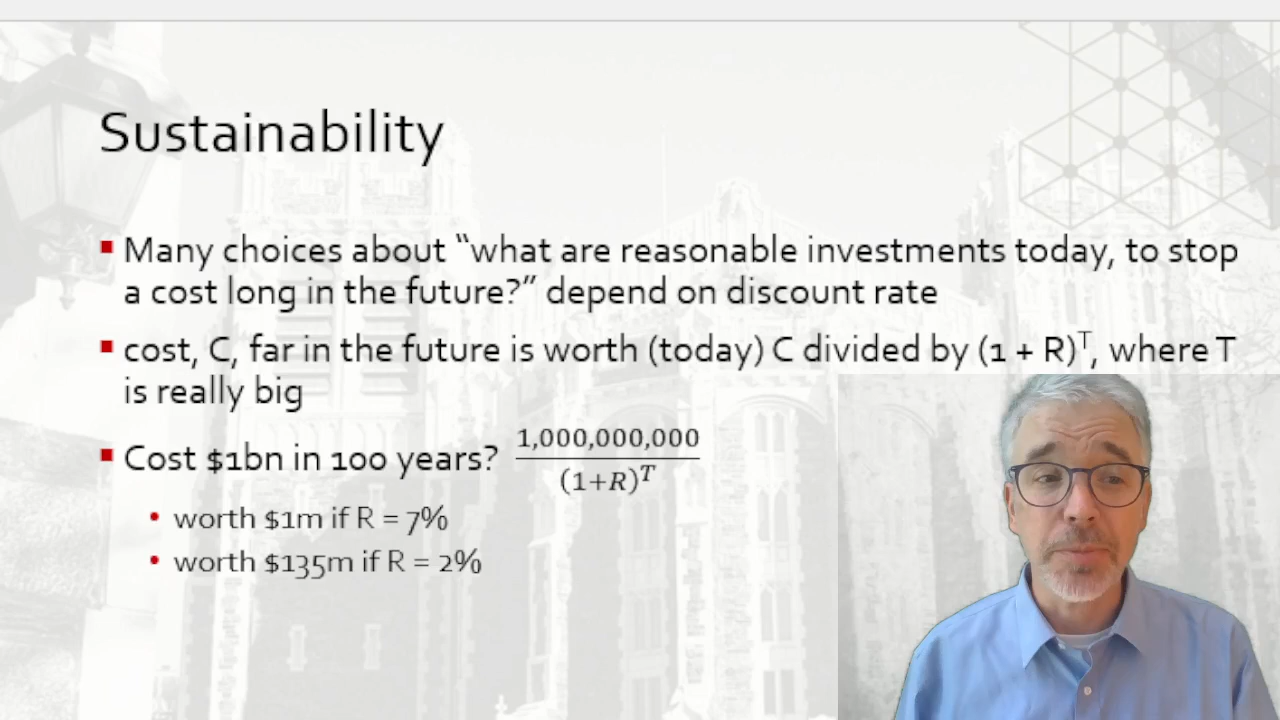 Sustainability
▪ Many choices about “what are reasonable investments today, to stop
a cost long in the future?” depend on discount rate
▪ cost, C, far in the future is worth (today) C divided by (1 + R)^T, where T
is really big
▪ Cost $1bn in 100 years? 1,000,000,000 / (1+R)^T
• worth $1m if R = 7%
• worth $135m if R = 2%